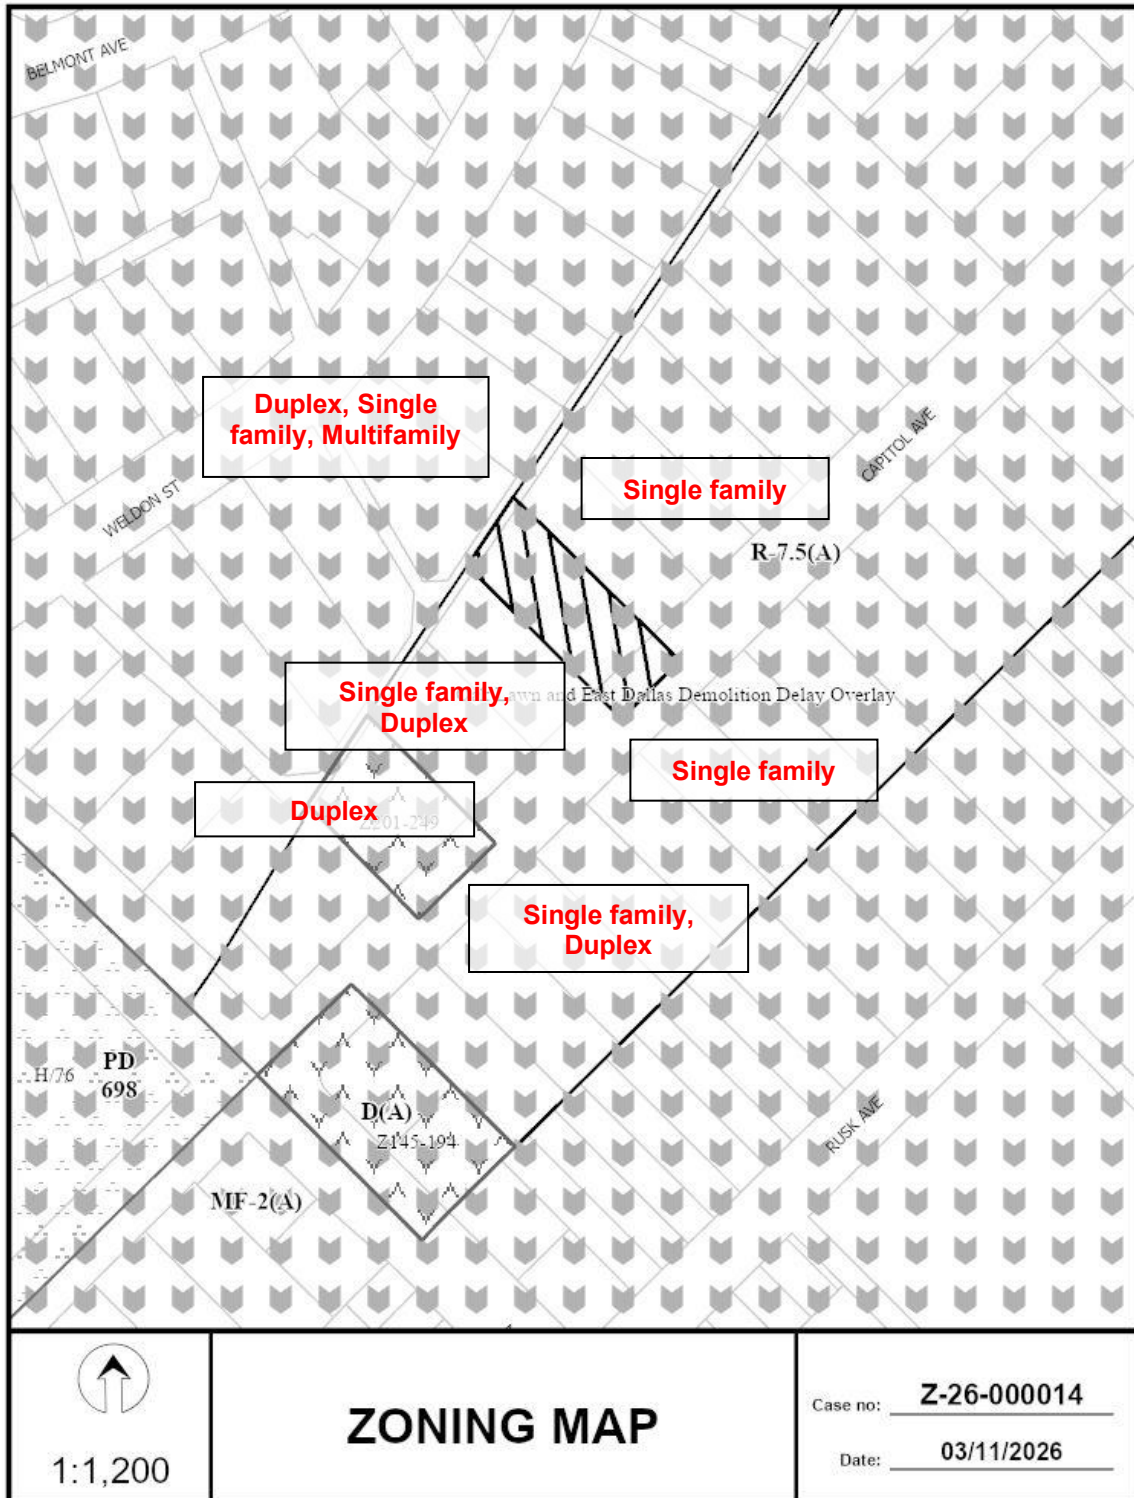 BELMONT AVE
Duplex, Single
family, Multifamily
CAPITOL AVE
Single family
WELDON ST
R-7.5(A)
Single family,
Duplex
Lawn and East Dallas Demolition Delay Overlay
Single family
Duplex
Z201-249
Single family,
Duplex
PD
698
H/76
D(A)
Z145-194
RUSK AVE
MF-2(A)
1:1,200
ZONING MAP
Case no: Z-26-000014
Date: 03/11/2026